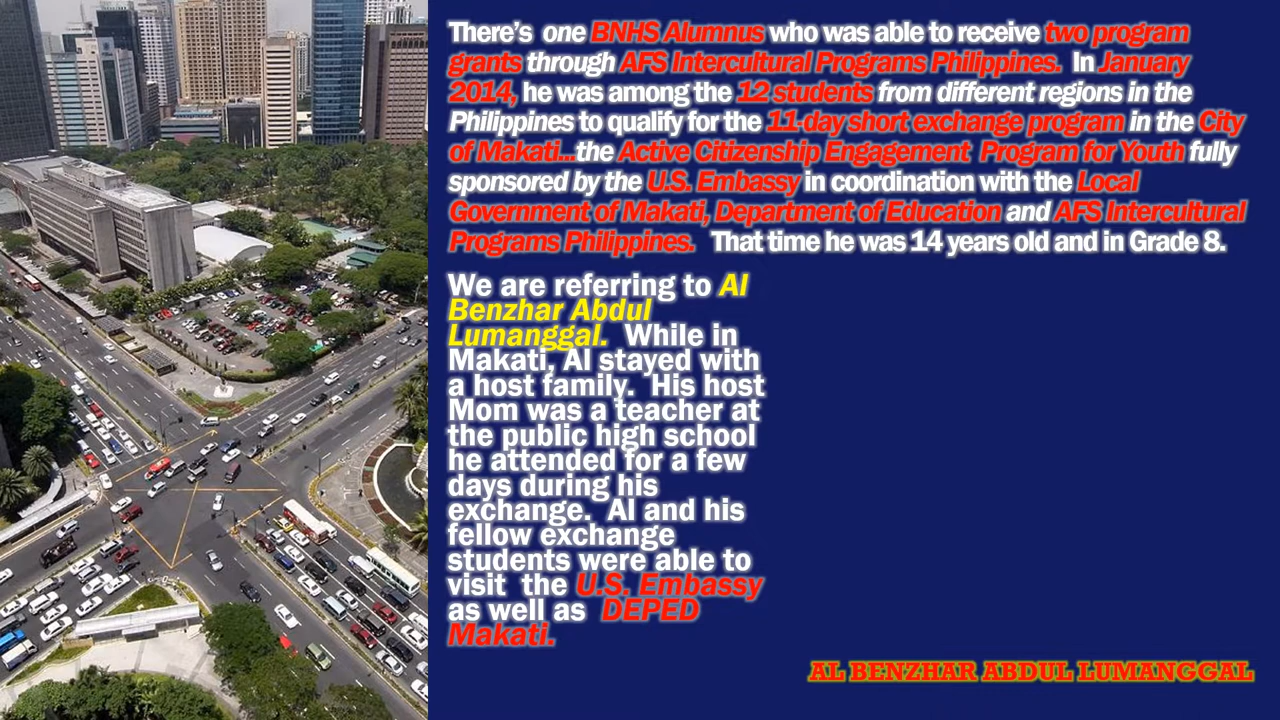 There's one BNHS Alumnus who was able to receive two program
grants through AFS Intercultural Programs Philippines. In January
2014, he was among the 12 students from different regions in the
Philippines to qualify for the 11-day short exchange program in the City
of Makati...the Active Citizenship Engagement Program for Youth fully
sponsored by the U.S. Embassy in coordination with the Local
Government of Makati, Department of Education and AFS Intercultural
Programs Philippines. That time he was 14 years old and in Grade 8.
We are referring to Al
Benzhar Abdul
Lumanggal. While in
Makati, Al stayed with
a host family. His host
Mom was a teacher at
the public high school
he attended for a few
days during his
exchange. Al and his
fellow exchange
students were able to
visit the U.S. Embassy
as well as DEPED
Makati.
AL BENZHAR ABDUL LUMANGGAL